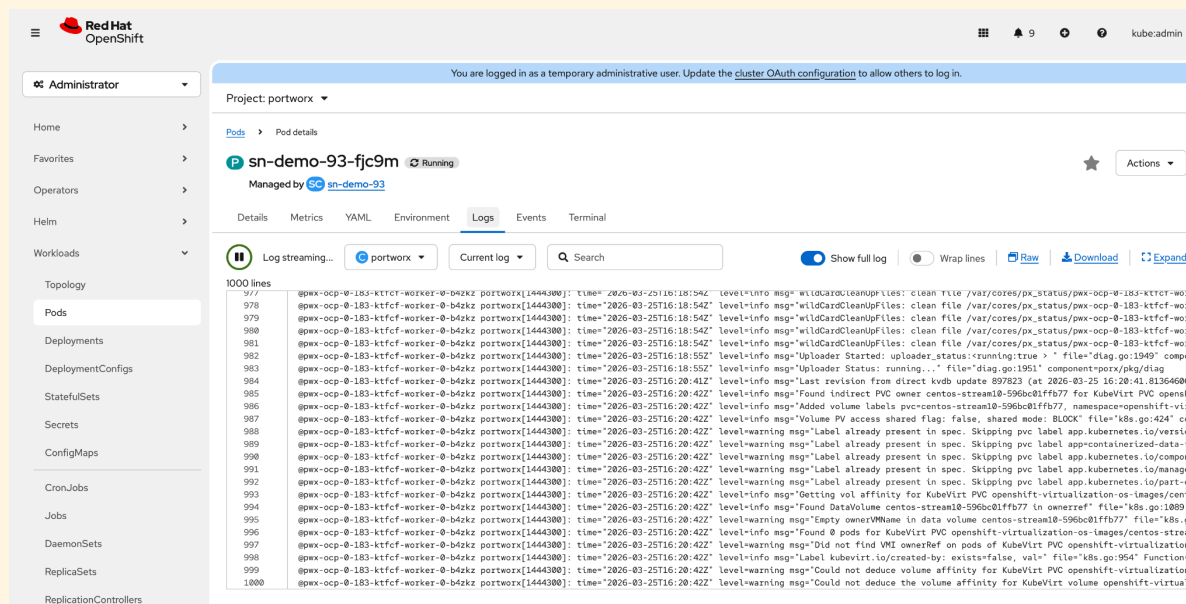 Red Hat
OpenShift
9
kube:admin
Administrator
You are logged in as a temporary administrative user. Update the cluster OAuth configuration to allow others to log in.
Project: portworx
Home
Favorites
Operators
Helm
Workloads
Topology
Pods
Deployments
DeploymentConfigs
StatefulSets
Secrets
ConfigMaps
CronJobs
Jobs
DaemonSets
ReplicaSets
ReplicationControllers
Pods > Pod details
P sn-demo-93-fjc9m Running
Actions
Managed by SC sn-demo-93
Details Metrics YAML Environment Logs Events Terminal
Log streaming... C portworx Current log Search Show full log Wrap lines Raw Download Expand
1000 lines
977 @pwx-ocp-0-183-ktfcf-worker-0-b4zkz portworx[1444300]: time="2026-03-25T16:18:54Z" level=info msg="wildCardCleanUpFiles: clean file /var/cores/px_status/pwx-ocp-0-183-ktfcf-wo
978 @pwx-ocp-0-183-ktfcf-worker-0-b4zkz portworx[1444300]: time="2026-03-25T16:18:54Z" level=info msg="wildCardCleanUpFiles: clean file /var/cores/px_status/pwx-ocp-0-183-ktfcf-wo
979 @pwx-ocp-0-183-ktfcf-worker-0-b4zkz portworx[1444300]: time="2026-03-25T16:18:54Z" level=info msg="wildCardCleanUpFiles: clean file /var/cores/px_status/pwx-ocp-0-183-ktfcf-wo
980 @pwx-ocp-0-183-ktfcf-worker-0-b4zkz portworx[1444300]: time="2026-03-25T16:18:54Z" level=info msg="wildCardCleanUpFiles: clean file /var/cores/px_status/pwx-ocp-0-183-ktfcf-wo
981 @pwx-ocp-0-183-ktfcf-worker-0-b4zkz portworx[1444300]: time="2026-03-25T16:18:54Z" level=info msg="wildCardCleanUpFiles: clean file /var/cores/px_status/pwx-ocp-0-183-ktfcf-wo
982 @pwx-ocp-0-183-ktfcf-worker-0-b4zkz portworx[1444300]: time="2026-03-25T16:18:55Z" level=info msg="Uploader Started: uploader_status:<running:true > " file="diag.go:1949" comp
983 @pwx-ocp-0-183-ktfcf-worker-0-b4zkz portworx[1444300]: time="2026-03-25T16:18:55Z" level=info msg="Uploader Status: running..." file="diag.go:1951" component=porx/pkg/diag
984 @pwx-ocp-0-183-ktfcf-worker-0-b4zkz portworx[1444300]: time="2026-03-25T16:20:41Z" level=info msg="Last revision from direct kvdb update 897823 (at 2026-03-25 16:20:41.8136460
985 @pwx-ocp-0-183-ktfcf-worker-0-b4zkz portworx[1444300]: time="2026-03-25T16:20:42Z" level=info msg="Found indirect PVC owner centos-stream10-596bc01ffb77 for KubeVirt PVC opensh
986 @pwx-ocp-0-183-ktfcf-worker-0-b4zkz portworx[1444300]: time="2026-03-25T16:20:42Z" level=info msg="Added volume labels pvc=centos-stream10-596bc01ffb77, namespace=openshift-vi
987 @pwx-ocp-0-183-ktfcf-worker-0-b4zkz portworx[1444300]: time="2026-03-25T16:20:42Z" level=info msg="Volume PV access shared flag: false, shared mode: BLOCK" file="k8s.go:424" co
988 @pwx-ocp-0-183-ktfcf-worker-0-b4zkz portworx[1444300]: time="2026-03-25T16:20:42Z" level=warning msg="Label already present in spec. Skipping pvc label app.kubernetes.io/versi
989 @pwx-ocp-0-183-ktfcf-worker-0-b4zkz portworx[1444300]: time="2026-03-25T16:20:42Z" level=warning msg="Label already present in spec. Skipping pvc label app=containerized-data-
990 @pwx-ocp-0-183-ktfcf-worker-0-b4zkz portworx[1444300]: time="2026-03-25T16:20:42Z" level=warning msg="Label already present in spec. Skipping pvc label app.kubernetes.io/compon
991 @pwx-ocp-0-183-ktfcf-worker-0-b4zkz portworx[1444300]: time="2026-03-25T16:20:42Z" level=warning msg="Label already present in spec. Skipping pvc label app.kubernetes.io/manage
992 @pwx-ocp-0-183-ktfcf-worker-0-b4zkz portworx[1444300]: time="2026-03-25T16:20:42Z" level=warning msg="Label already present in spec. Skipping pvc label app.kubernetes.io/part-o
993 @pwx-ocp-0-183-ktfcf-worker-0-b4zkz portworx[1444300]: time="2026-03-25T16:20:42Z" level=info msg="Getting vol affinity for KubeVirt PVC openshift-virtualization-os-images/cent
994 @pwx-ocp-0-183-ktfcf-worker-0-b4zkz portworx[1444300]: time="2026-03-25T16:20:42Z" level=info msg="Found DataVolume centos-stream10-596bc01ffb77 in ownerref" file="k8s.go:1089
995 @pwx-ocp-0-183-ktfcf-worker-0-b4zkz portworx[1444300]: time="2026-03-25T16:20:42Z" level=warning msg="Empty ownerVMName in data volume centos-stream10-596bc01ffb77" file="k8s.g
996 @pwx-ocp-0-183-ktfcf-worker-0-b4zkz portworx[1444300]: time="2026-03-25T16:20:42Z" level=info msg="Found 0 pods for KubeVirt PVC openshift-virtualization-os-images/centos-strea
997 @pwx-ocp-0-183-ktfcf-worker-0-b4zkz portworx[1444300]: time="2026-03-25T16:20:42Z" level=warning msg="Did not find VMI ownerRef on pods of KubeVirt PVC openshift-virtualization
998 @pwx-ocp-0-183-ktfcf-worker-0-b4zkz portworx[1444300]: time="2026-03-25T16:20:42Z" level=info msg="Label kubevirt.io/created-by: exists=false, val=" file="k8s.go:954" Function
999 @pwx-ocp-0-183-ktfcf-worker-0-b4zkz portworx[1444300]: time="2026-03-25T16:20:42Z" level=warning msg="Could not deduce volume affinity for KubeVirt PVC openshift-virtualization
1000 @pwx-ocp-0-183-ktfcf-worker-0-b4zkz portworx[1444300]: time="2026-03-25T16:20:42Z" level=warning msg="Could not deduce the volume affinity for KubeVirt volume openshift-virtual